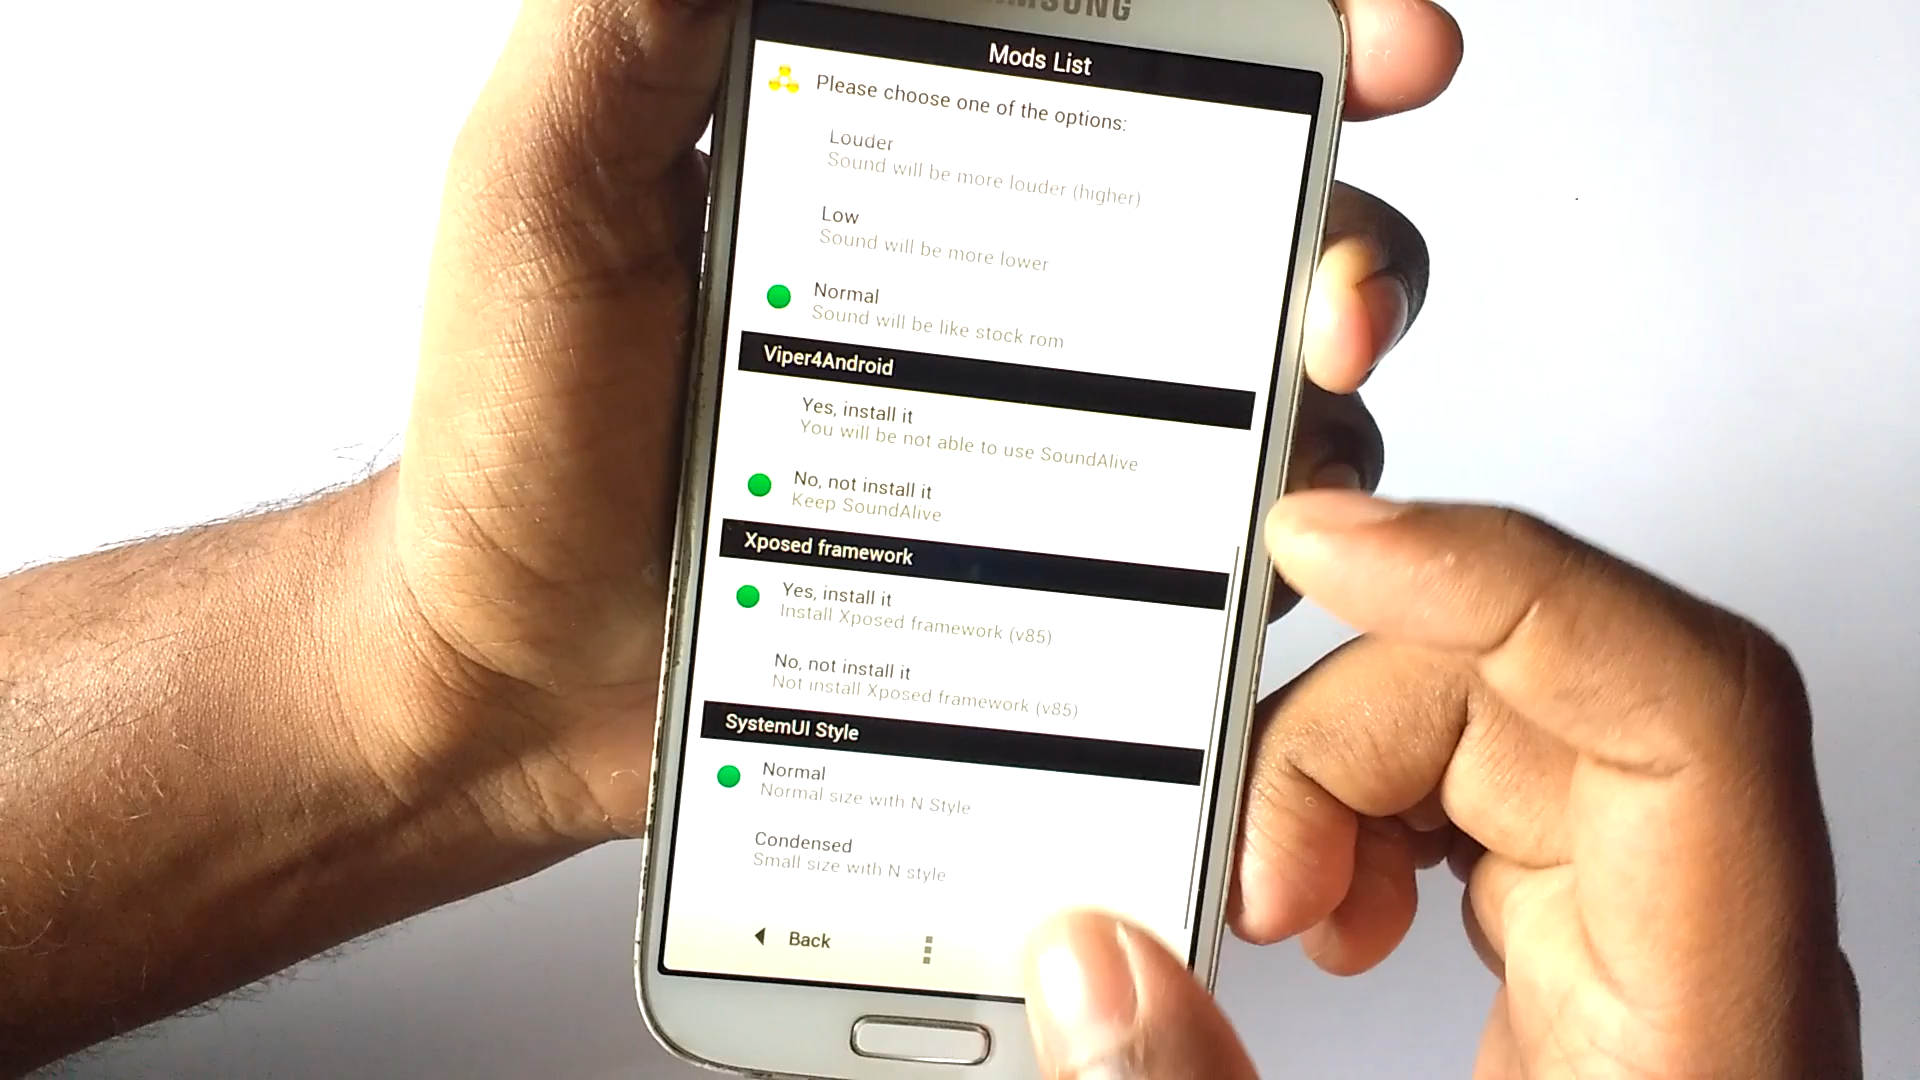 Mods List
Please choose one of the options:
Louder
Sound will be more louder (higher)
Low
Sound will be more lower
Normal
Sound will be like stock rom
Viper4Android
Yes, install it
You will be not able to use SoundAlive
No, not install it
Keep SoundAlive
Xposed framework
Yes, install it
Install Xposed framework (v85)
No, not install it
Not install Xposed framework (v85)
SystemUI Style
Normal
Normal size with N Style
Condensed
Small size with N style
Back